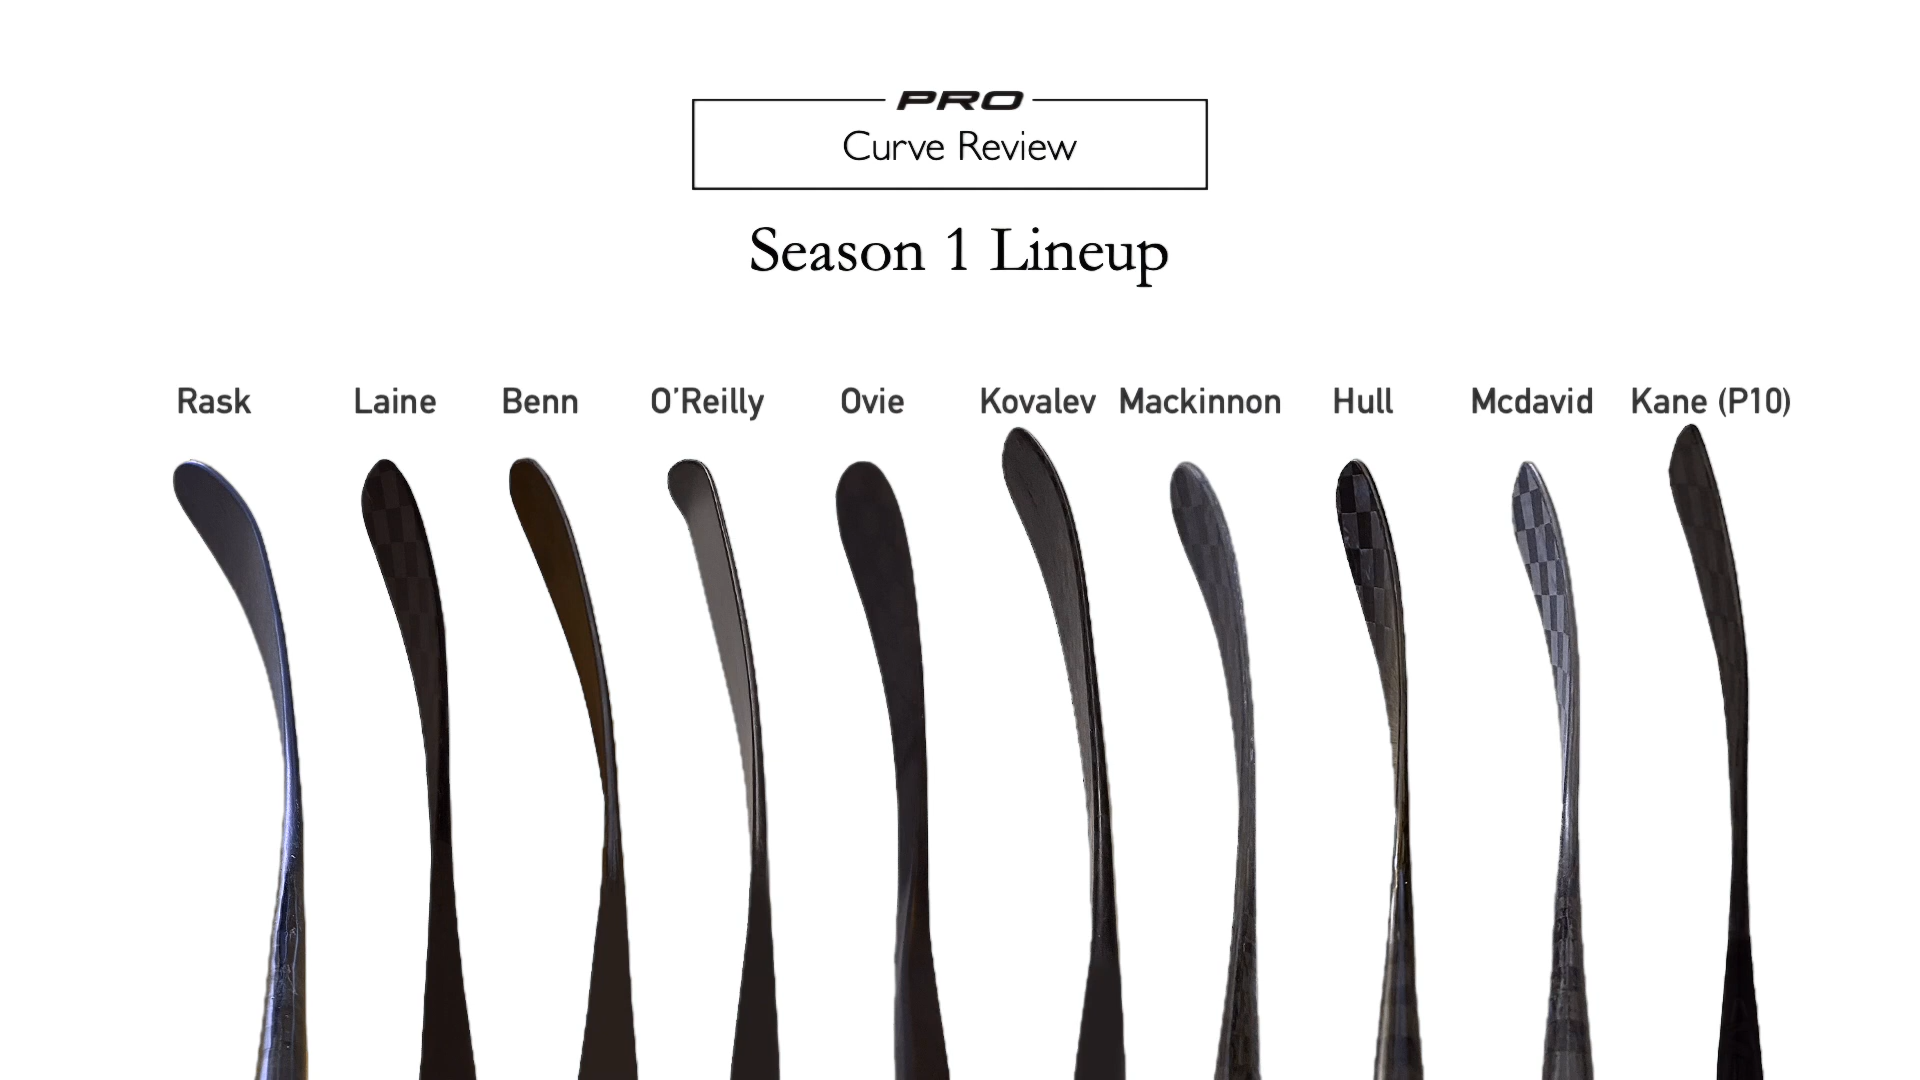 PRO
Curve Review
Season 1 Lineup
Rask Laine Benn O'Reilly Ovie Kovalev Mackinnon Hull Mcdavid Kane (P10)